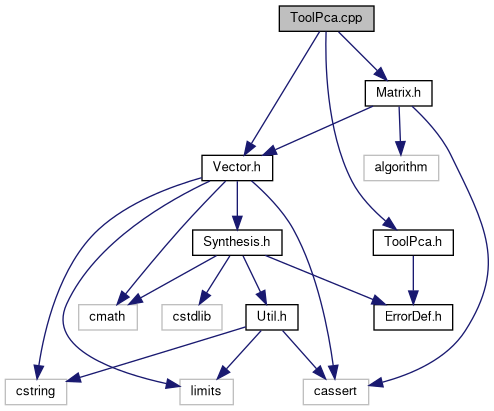 ToolPca.cpp
Matrix.h
Vector.h
algorithm
Synthesis.h
ToolPca.h
cmath
cstdlib
Util.h
ErrorDef.h
cstring
limits
cassert